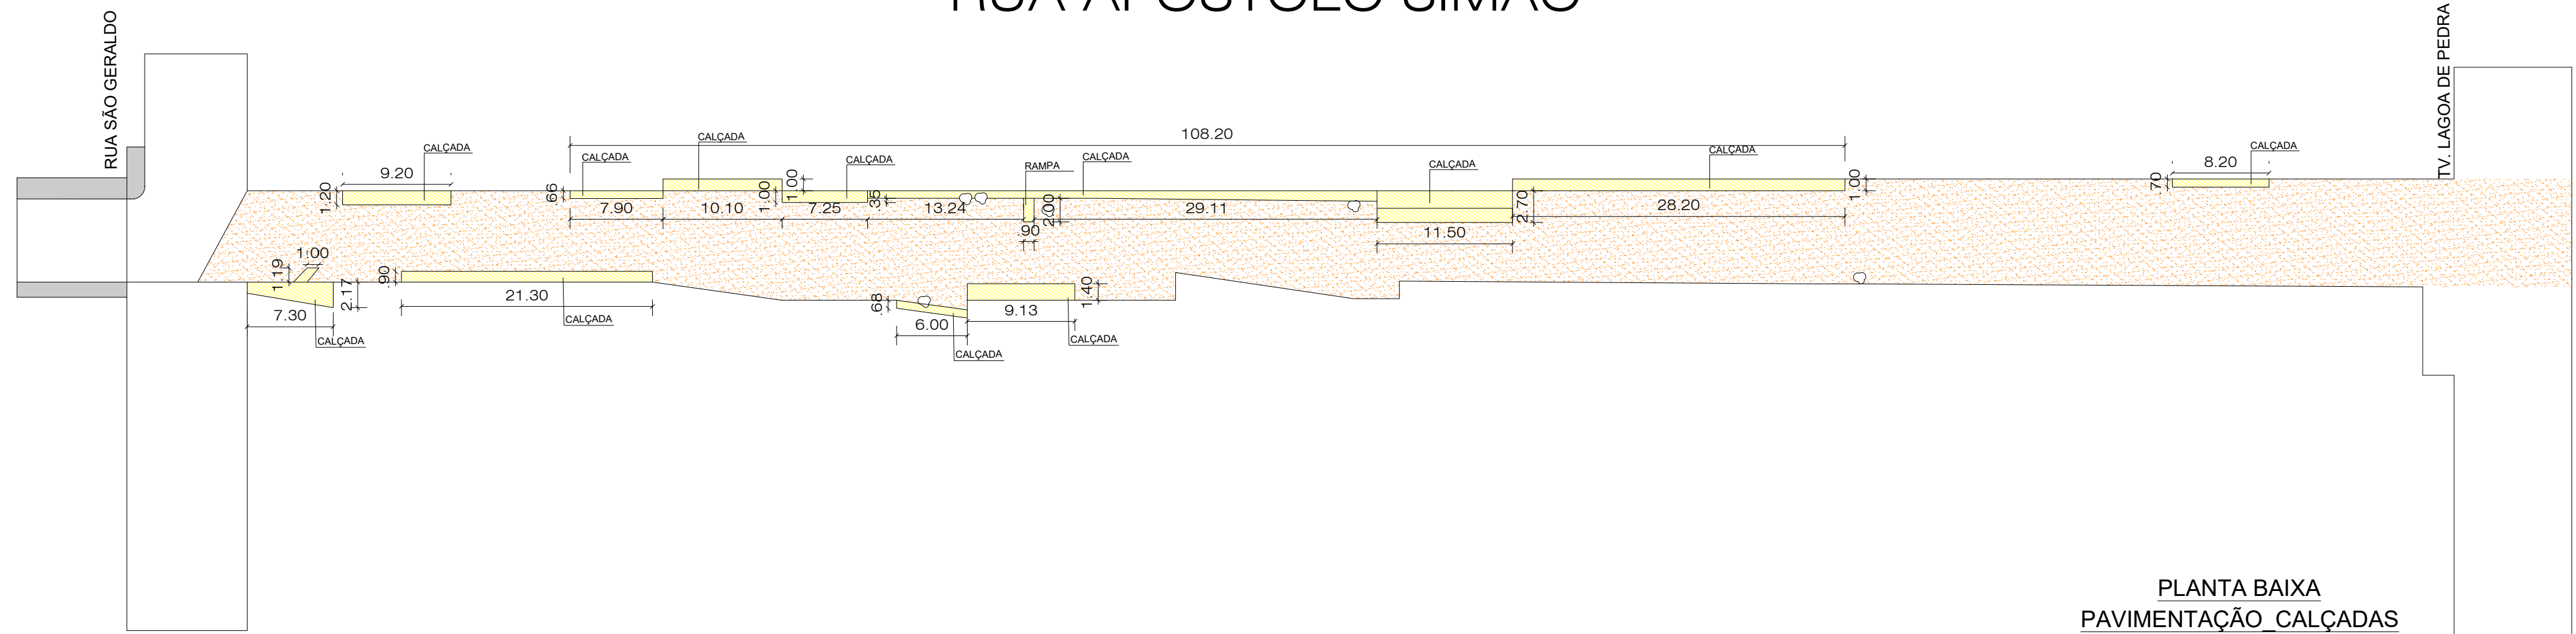 RUA APÓSTOLO SIMÃO
RUA SÃO GERALDO
TV. LAGOA DE PEDRA
108.20
CALÇADA
CALÇADA
CALÇADA
CALÇADA
RAMPA
CALÇADA
CALÇADA
CALÇADA
CALÇADA
9.20
1.20
.66
1.00
1.00
.35
2.00
2.70
1.00
.70
8.20
7.90
10.10
7.25
13.24
.90
29.11
11.50
28.20
1.00
1.19
2.17
.90
7.30
21.30
CALÇADA
CALÇADA
.68
6.00
9.13
1.40
CALÇADA
CALÇADA
PLANTA BAIXA
PAVIMENTAÇÃO_CALÇADAS